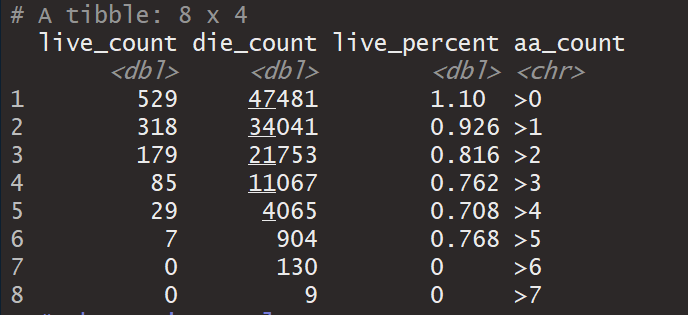 # A tibble: 8 x 4
live_count die_count live_percent aa_count
<dbl> <dbl> <dbl> <chr>
1 529 47481 1.10 >0
2 318 34041 0.926 >1
3 179 21753 0.816 >2
4 85 11067 0.762 >3
5 29 4065 0.708 >4
6 7 904 0.768 >5
7 0 130 0 >6
8 0 9 0 >7